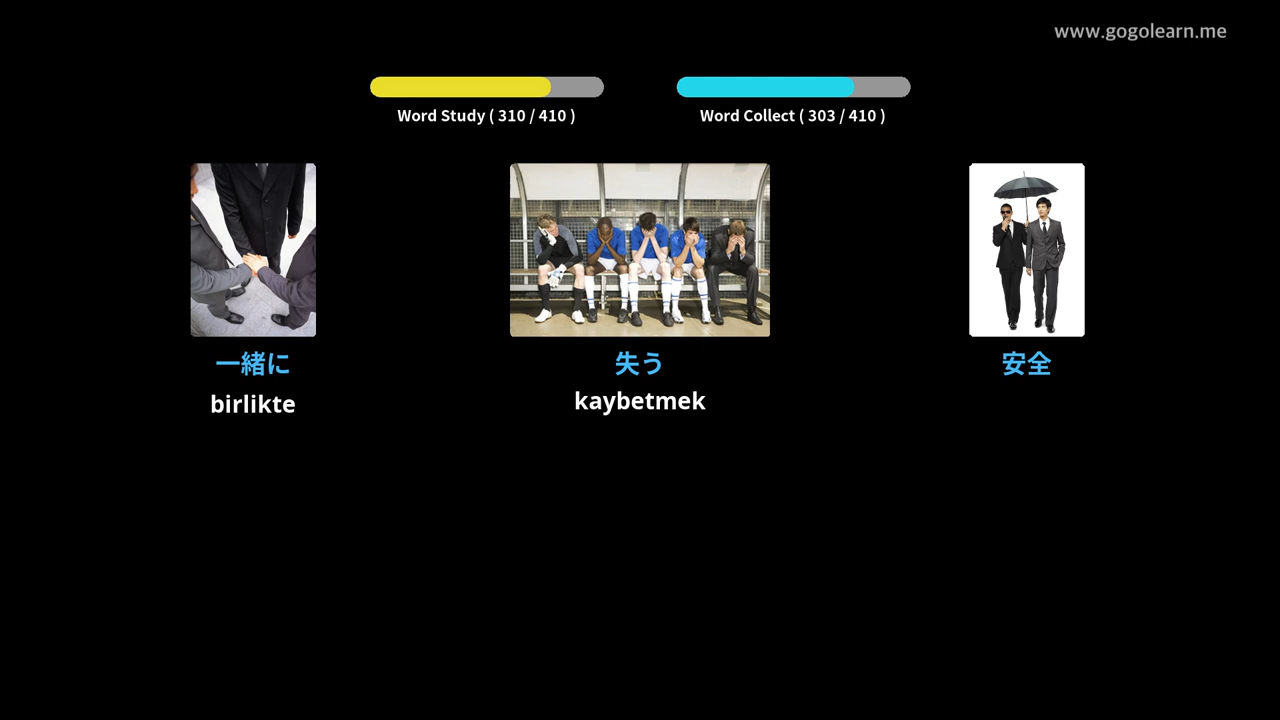 www.gogolearn.me
Word Study ( 310 / 410 )
Word Collect ( 303 / 410 )
一緒に
birlikte
失う
kaybetmek
安全